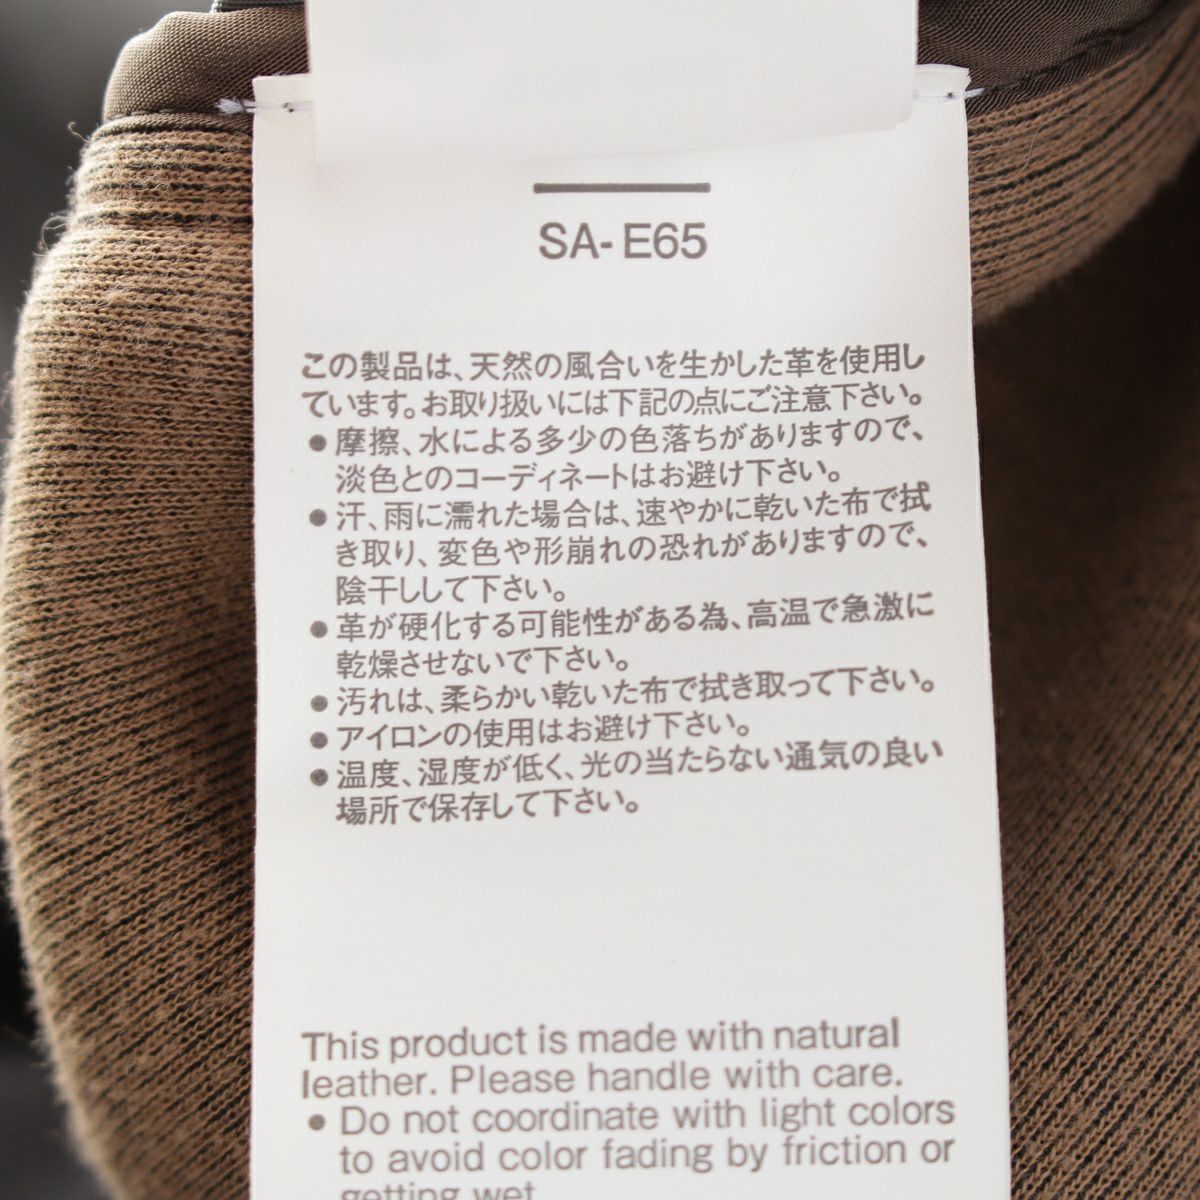 SA- E65
この製品は、天然の風合いを生かした革を使用し
ています。お取り扱いには下記の点にご注意下さい。
● 摩擦、水による多少の色落ちがありますので、
淡色とのコーディネートはお避け下さい。
● 汗、雨に濡れた場合は、速やかに乾いた布で拭
き取り、変色や形崩れの恐れがありますので、
陰干しして下さい。
● 革が硬化する可能性がある為、高温で急激に
乾燥させないで下さい。
● 汚れは、柔らかい乾いた布で拭き取って下さい。
● アイロンの使用はお避け下さい。
● 温度、湿度が低く、光の当たらない通気の良い
場所で保存して下さい。
This product is made with natural
leather. Please handle with care.
● Do not coordinate with light colors
to avoid color fading by friction or
getting wet